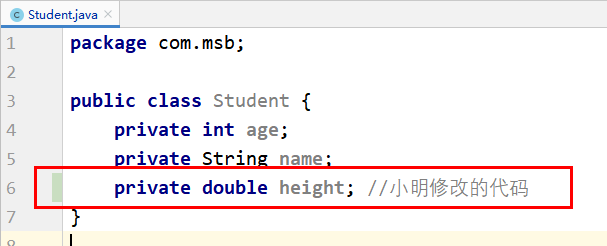 Student.java
1 package com.msb;
2
3 public class Student {
4 private int age;
5 private String name;
6 private double height; //小明修改的代码
7 }
8